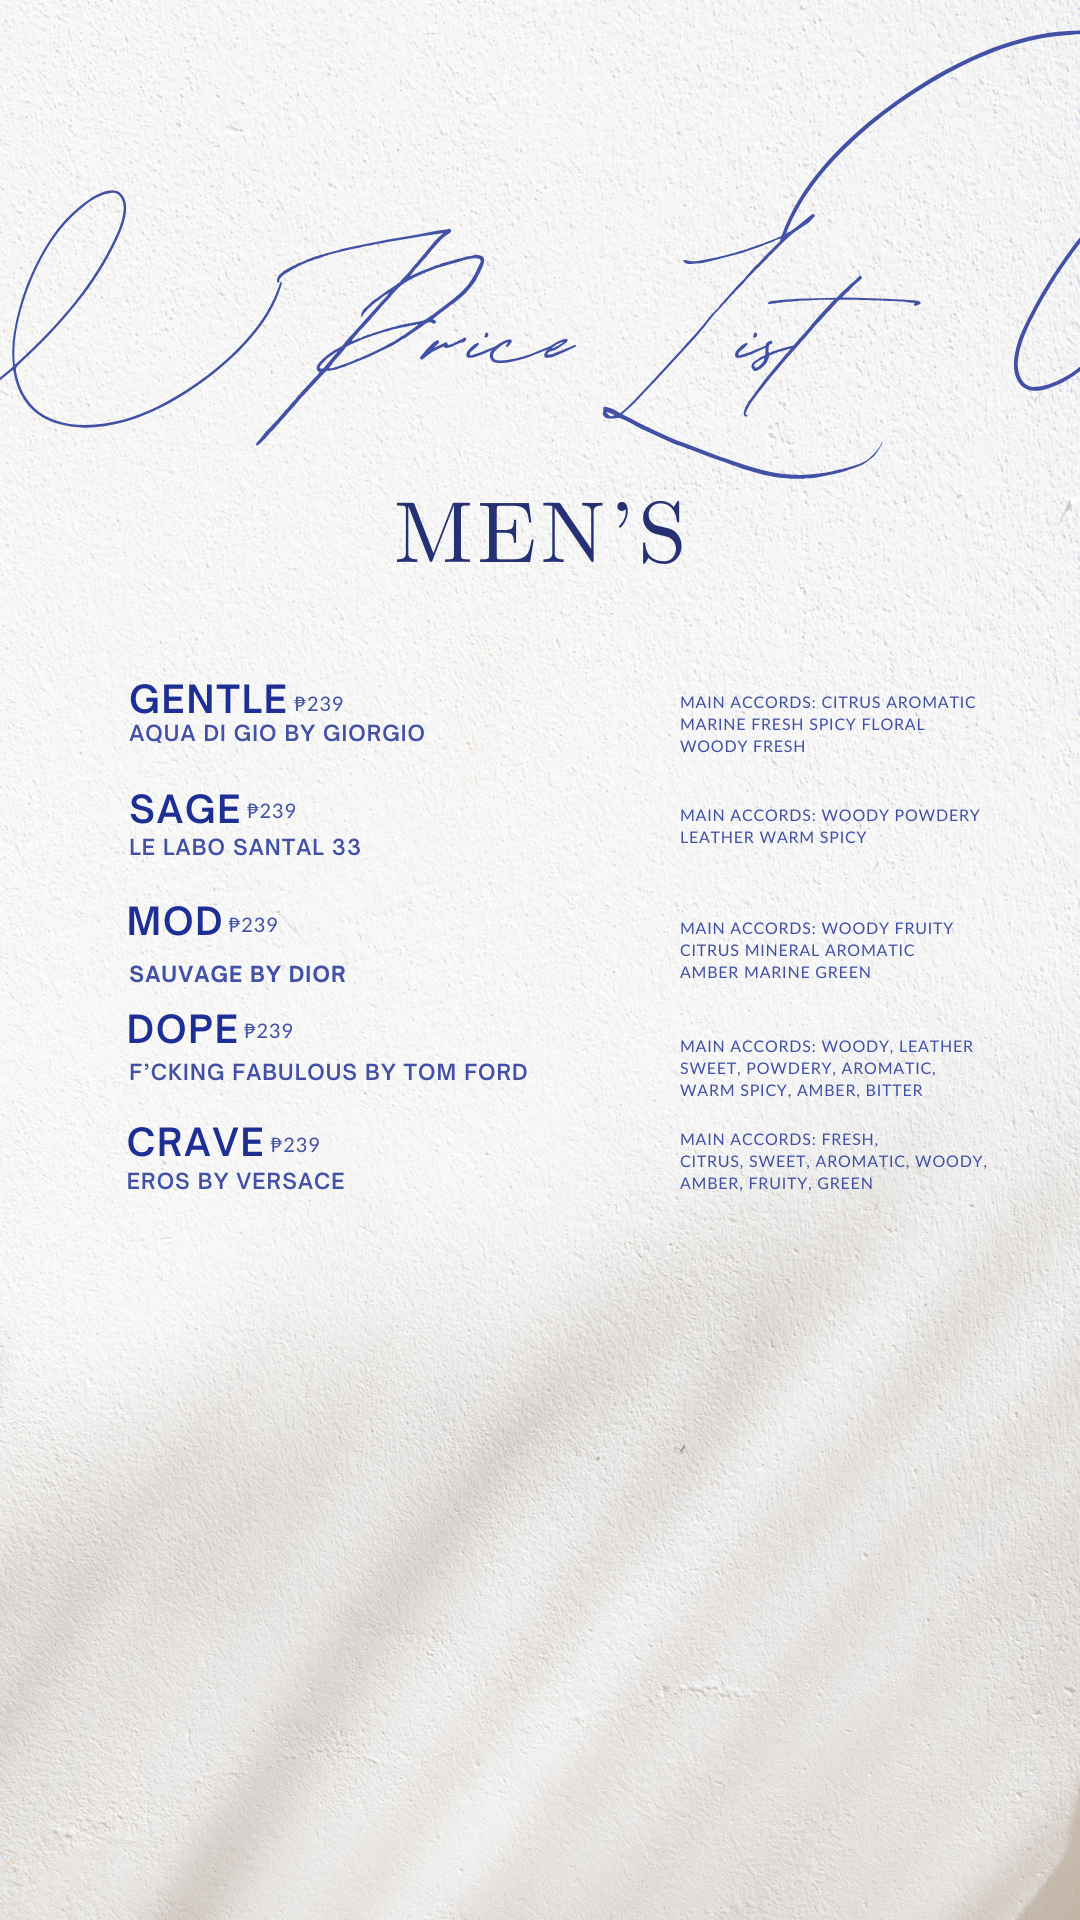 Price List
MEN’S
GENTLE ₱239
AQUA DI GIO BY GIORGIO
MAIN ACCORDS: CITRUS AROMATIC
MARINE FRESH SPICY FLORAL
WOODY FRESH
SAGE ₱239
LE LABO SANTAL 33
MAIN ACCORDS: WOODY POWDERY
LEATHER WARM SPICY
MOD ₱239
SAUVAGE BY DIOR
MAIN ACCORDS: WOODY FRUITY
CITRUS MINERAL AROMATIC
AMBER MARINE GREEN
DOPE ₱239
F’CKING FABULOUS BY TOM FORD
MAIN ACCORDS: WOODY, LEATHER
SWEET, POWDERY, AROMATIC,
WARM SPICY, AMBER, BITTER
CRAVE ₱239
EROS BY VERSACE
MAIN ACCORDS: FRESH,
CITRUS, SWEET, AROMATIC, WOODY,
AMBER, FRUITY, GREEN